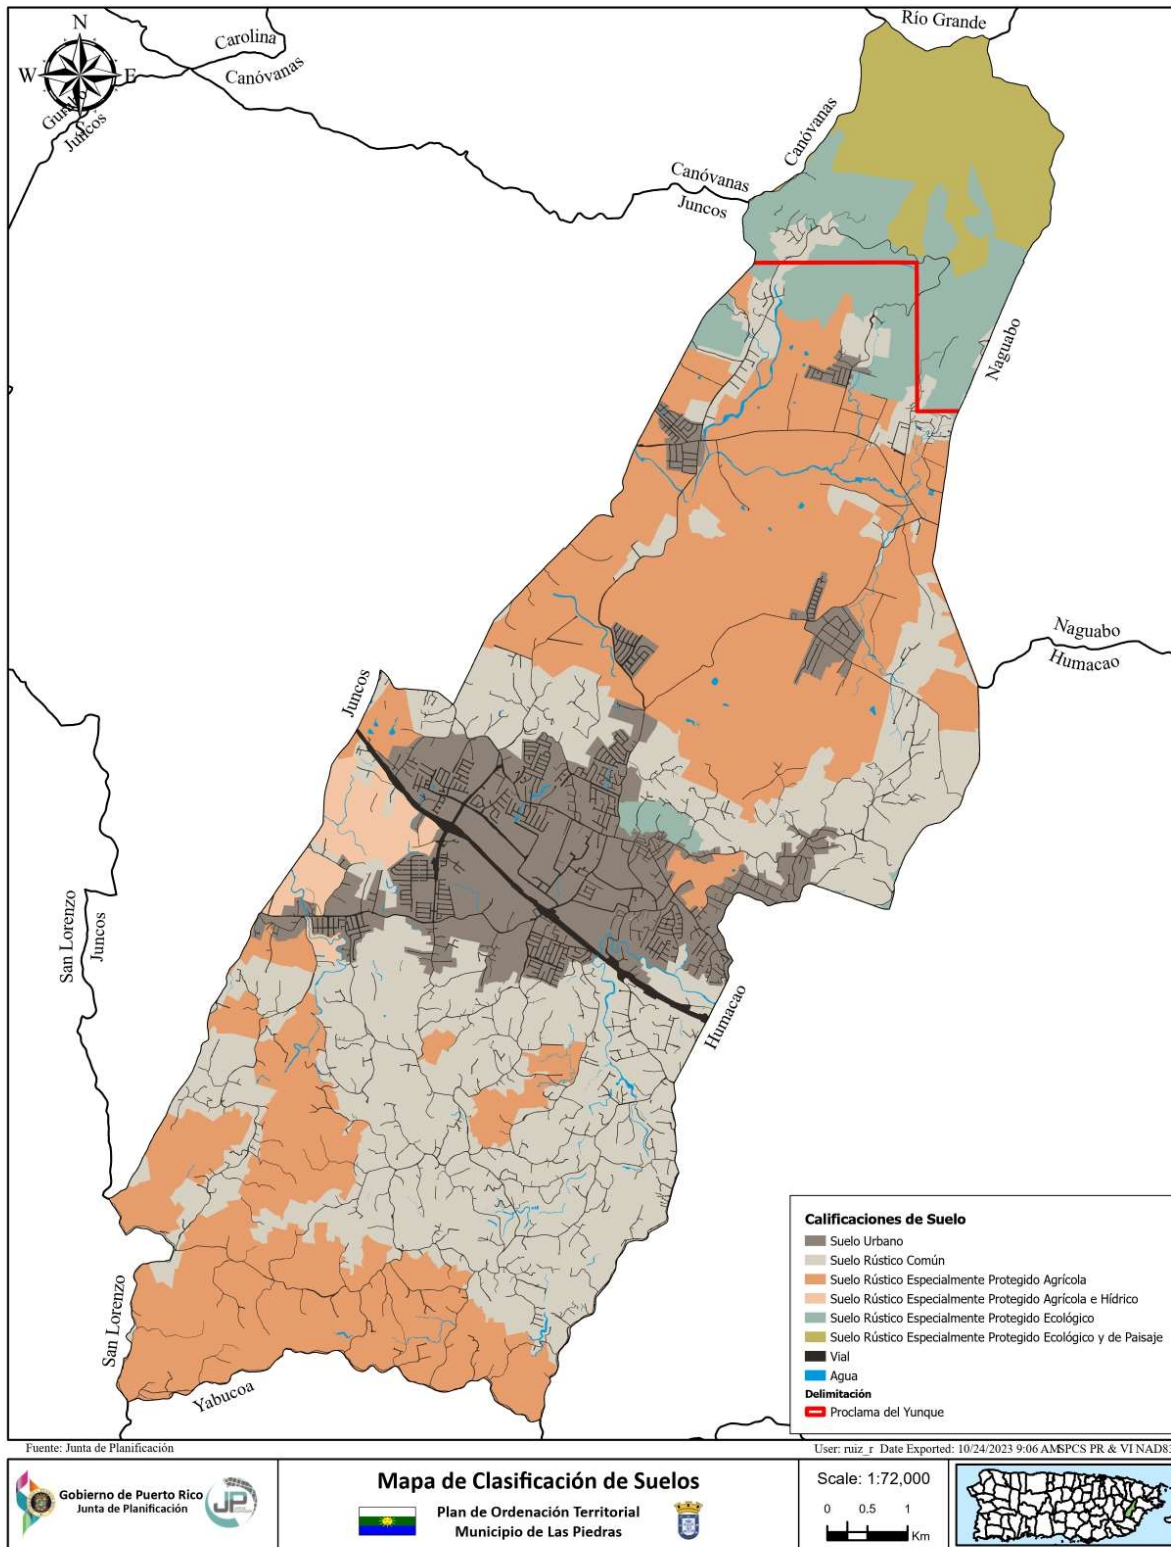 Río Grande
N
W
E
S
Carolina
Canóvanas
Gurabo
Juncos
Canóvanas
Canóvanas
Juncos
Naguabo
Naguabo
Humacao
Juncos
San Lorenzo
Juncos
Humacao
San Lorenzo
Yabucoa
Calificaciones de Suelo
Suelo Urbano
Suelo Rústico Común
Suelo Rústico Especialmente Protegido Agrícola
Suelo Rústico Especialmente Protegido Agrícola e Hídrico
Suelo Rústico Especialmente Protegido Ecológico
Suelo Rústico Especialmente Protegido Ecológico y de Paisaje
Vial
Agua
Delimitación
Proclama del Yunque
Fuente: Junta de Planificación
User: ruiz_r Date Exported: 10/24/2023 9:06 AM SPCS PR & VI NAD83
Gobierno de Puerto Rico
Junta de Planificación
JP
Mapa de Clasificación de Suelos
Plan de Ordenación Territorial
Municipio de Las Piedras
Scale: 1:72,000
0 0.5 1
Km